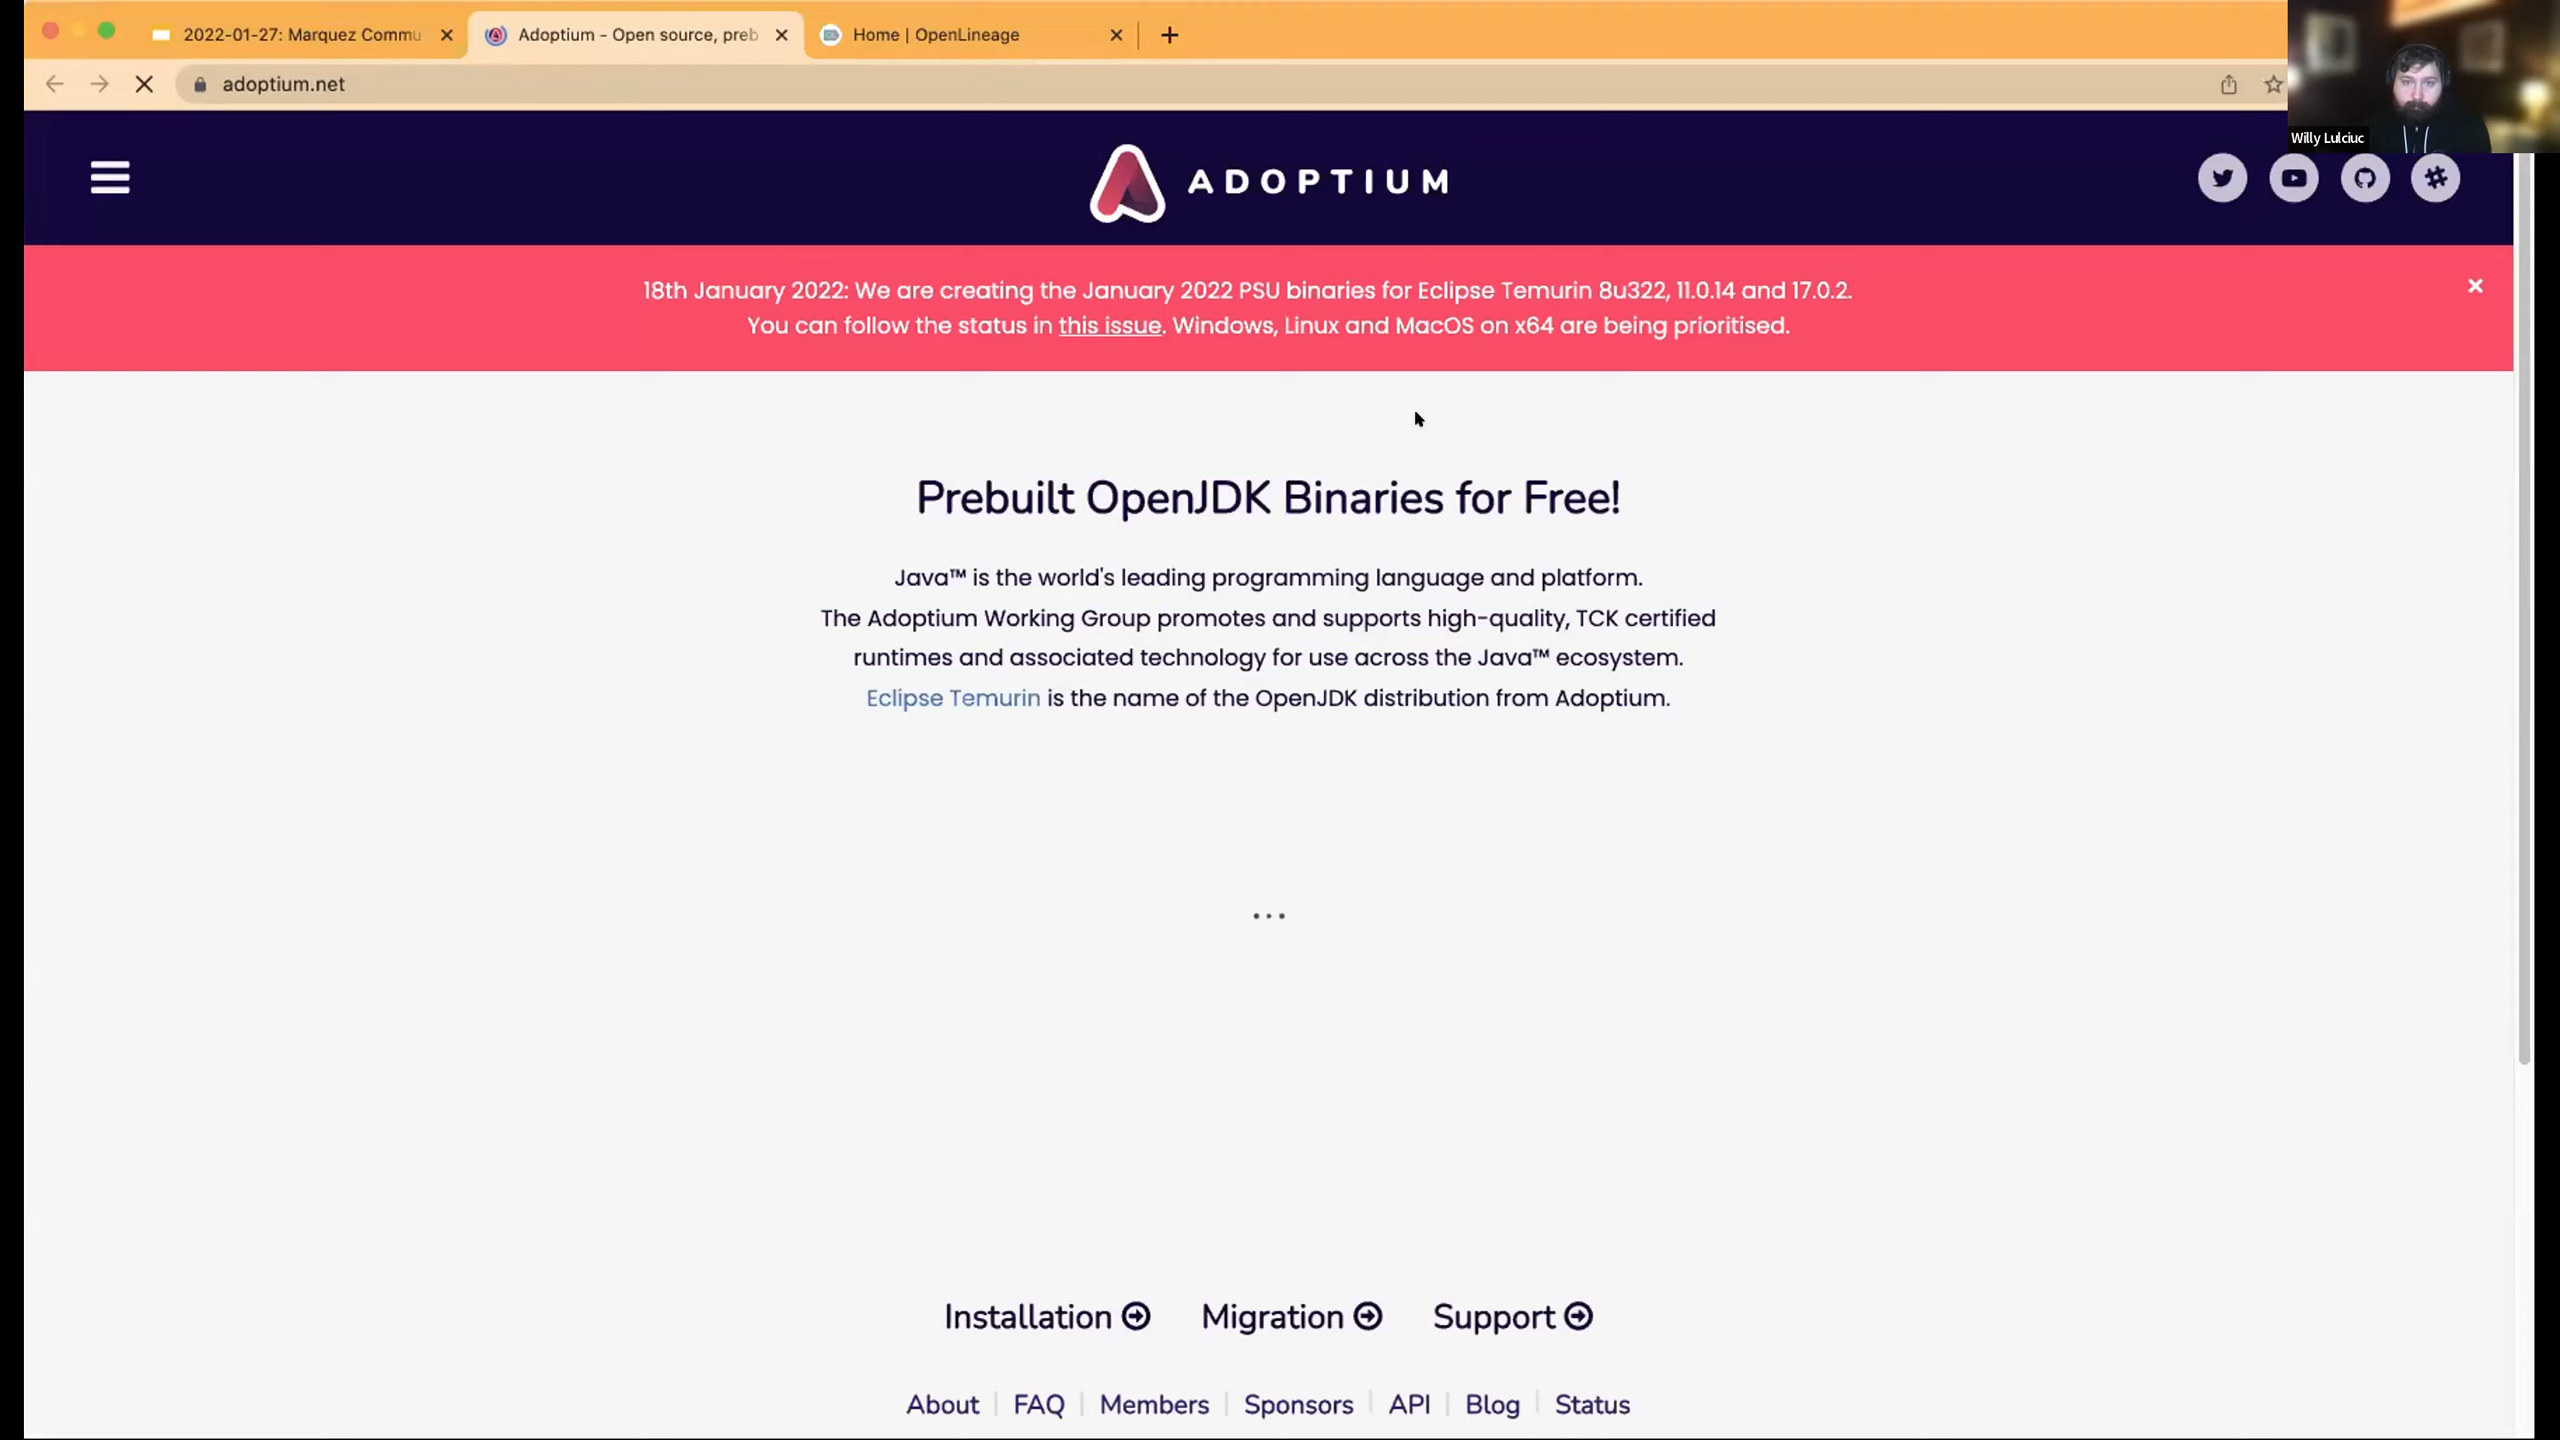 2022-01-27: Marquez Commu
Adoptium - Open source, preb
Home | OpenLineage
adoptium.net
Willy Lulciuc
ADOPTIUM
18th January 2022: We are creating the January 2022 PSU binaries for Eclipse Temurin 8u322, 11.0.14 and 17.0.2.
You can follow the status in this issue. Windows, Linux and MacOS on x64 are being prioritised.
Prebuilt OpenJDK Binaries for Free!
Java™ is the world's leading programming language and platform.
The Adoptium Working Group promotes and supports high-quality, TCK certified
runtimes and associated technology for use across the Java™ ecosystem.
Eclipse Temurin is the name of the OpenJDK distribution from Adoptium.
...
Installation Migration Support
About | FAQ | Members | Sponsors | API | Blog | Status